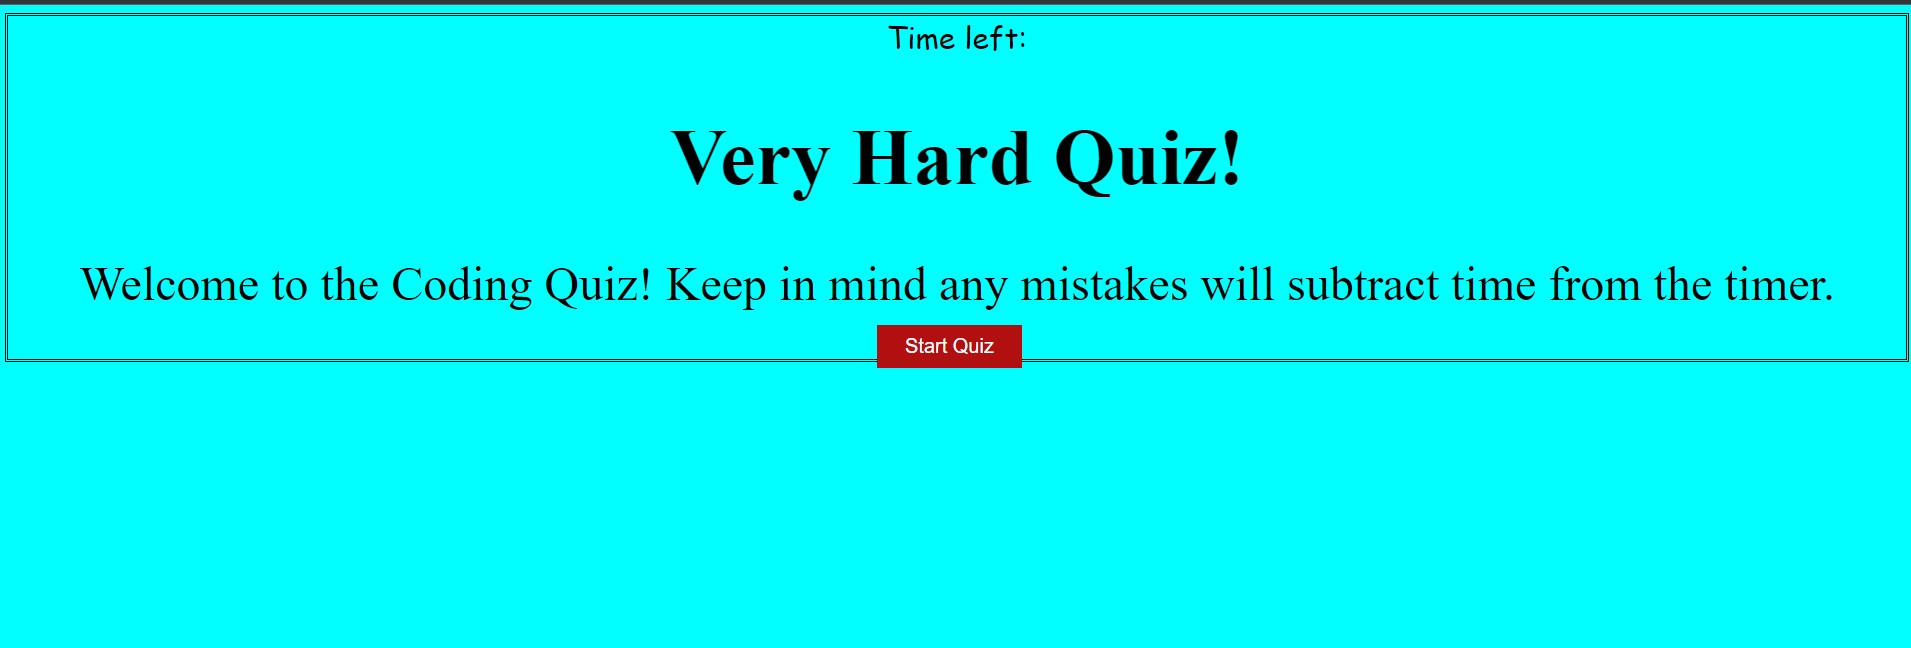 Time left:
Very Hard Quiz!
Welcome to the Coding Quiz! Keep in mind any mistakes will subtract time from the timer.
Start Quiz